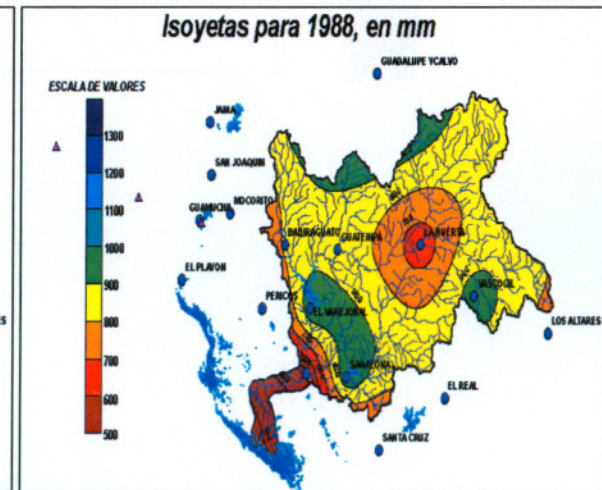 Isoyetas para 1988, en mm
GUADALUPE YCALVO
ESCALA DE VALORES
JAINA
1300
1200
SAN JOAQUIN
1100
MOCORITO
GUAMUCHIL
1000
BADIRAGUATO
GUATENIPA
LA HUERTA
900
EL PLAYON
VASCOGIL
800
PERICOS
EL VAREJONAL
LOS ALTARES
700
SANALONA
600
EL REAL
500
SANTA CRUZ